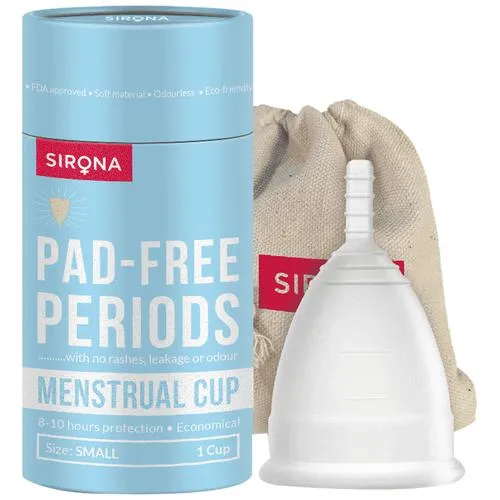 SIRONA
• FDA approved • Soft material • Odourless • Eco-friendly
SIRONA
PAD-FREE
PERIODS
..........with no rashes, leakage or odour
MENSTRUAL CUP
8-10 hours protection • Economical
Size: SMALL 1 Cup